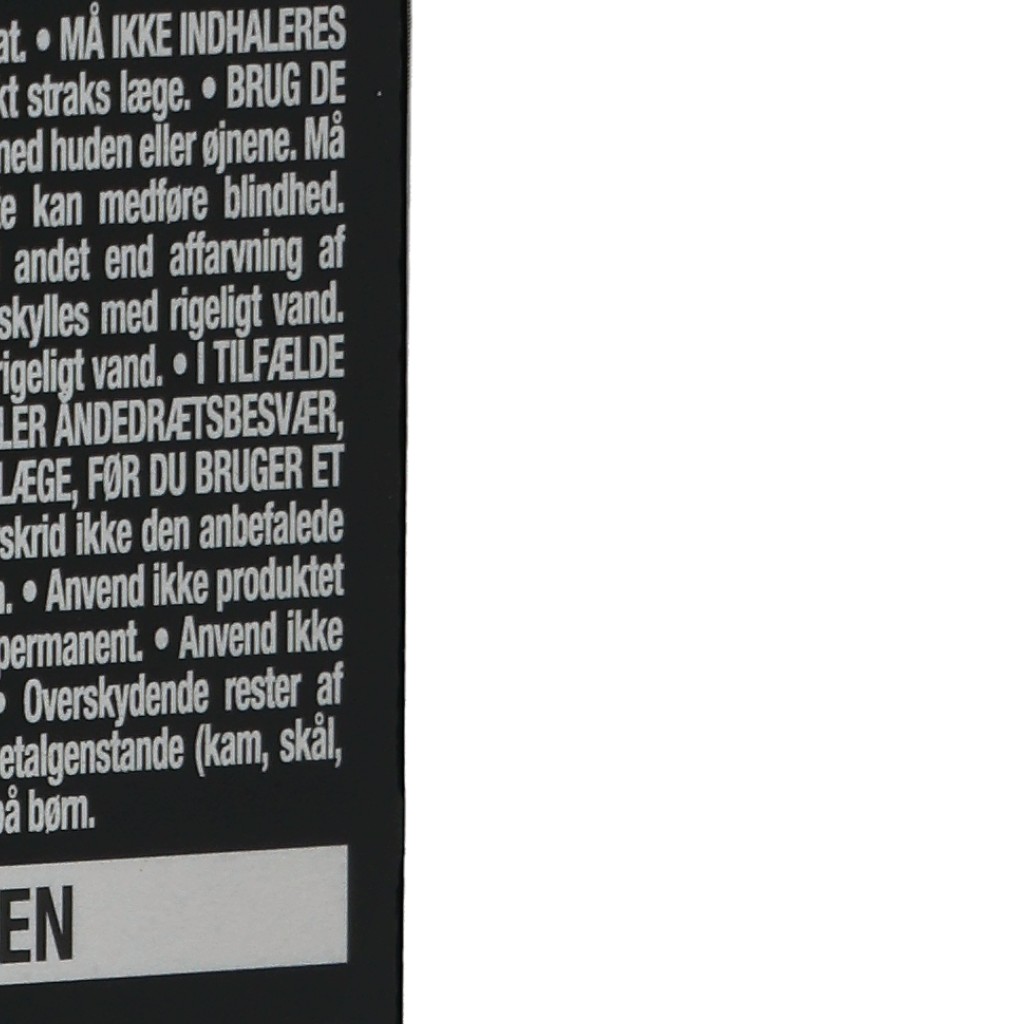 at. • MÅ IKKE INDHALERES
straks læge. • BRUG DE
huden eller øjnene. Må
kan medføre blindhed.
andet end affarvning af
skylles med rigeligt vand.
rigeligt vand. • I TILFÆLDE
LER ÅNDEDRÆTSBESVÆR,
LÆGE, FØR DU BRUGER ET
skrid ikke den anbefalede
• Anvend ikke produktet
permanent. • Anvend ikke
• Overskydende rester af
etalgenstande (kam, skål,
på børn.
EN